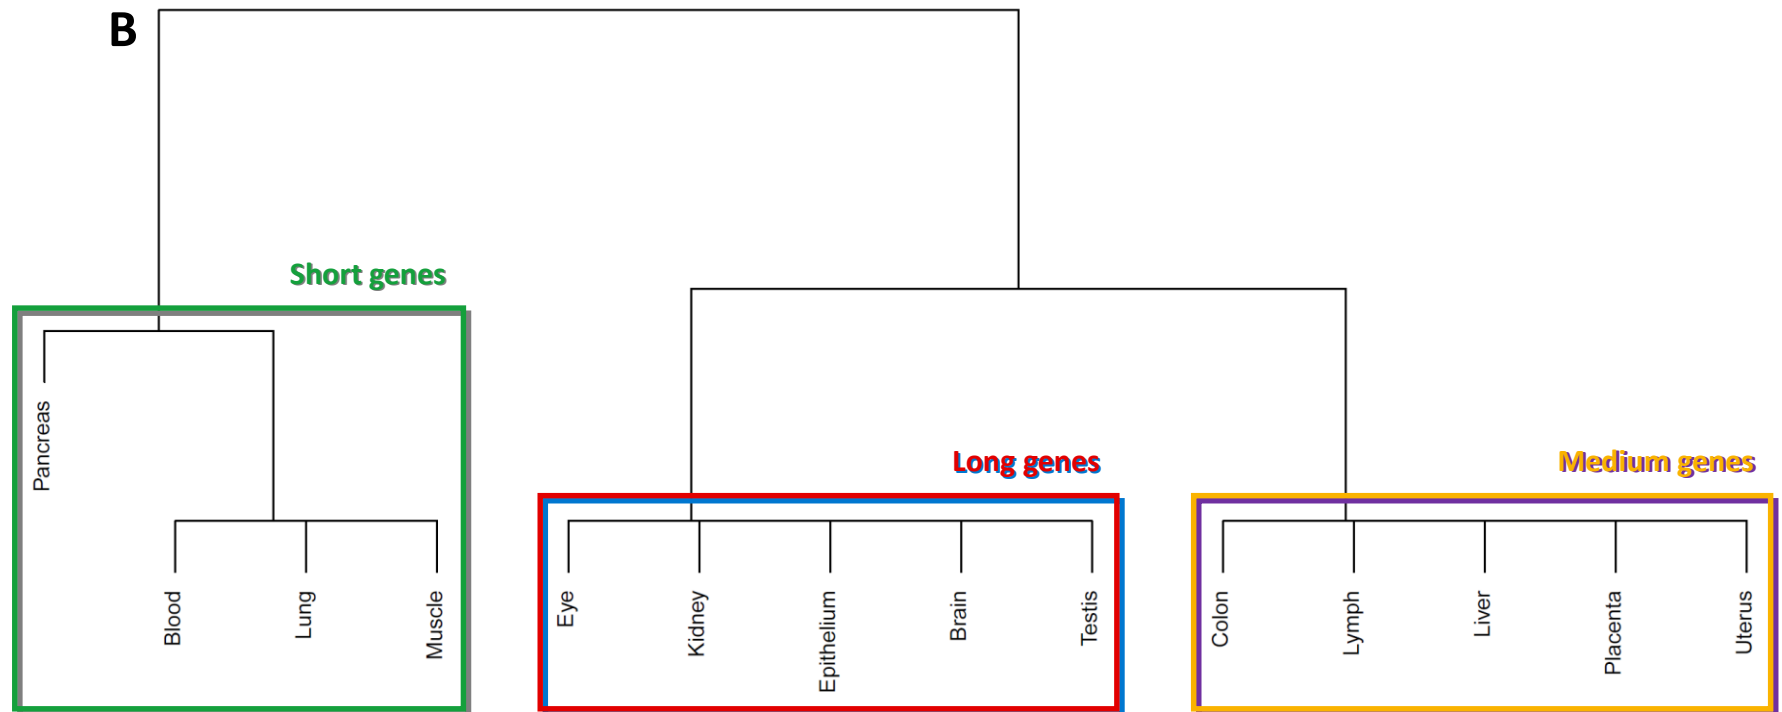 B
Short genes
Long genes
Medium genes
Pancreas
Blood
Lung
Muscle
Eye
Kidney
Epithelium
Brain
Testis
Colon
Lymph
Liver
Placenta
Uterus